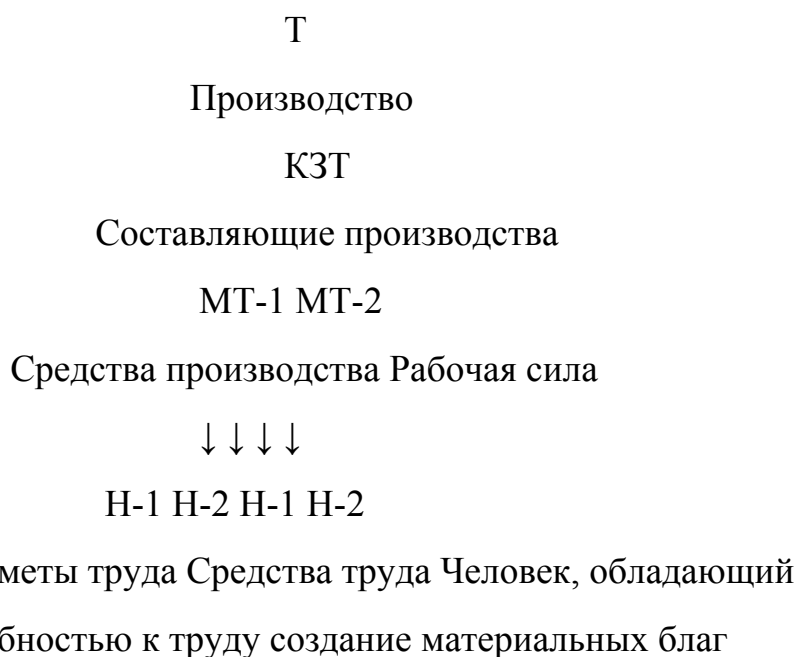 Т
Производство
КЗТ
Составляющие производства
МТ-1 МТ-2
Средства производства Рабочая сила
↓ ↓ ↓ ↓
Н-1 Н-2 Н-1 Н-2
меты труда Средства труда Человек, обладающий
бностью к труду создание материальных благ